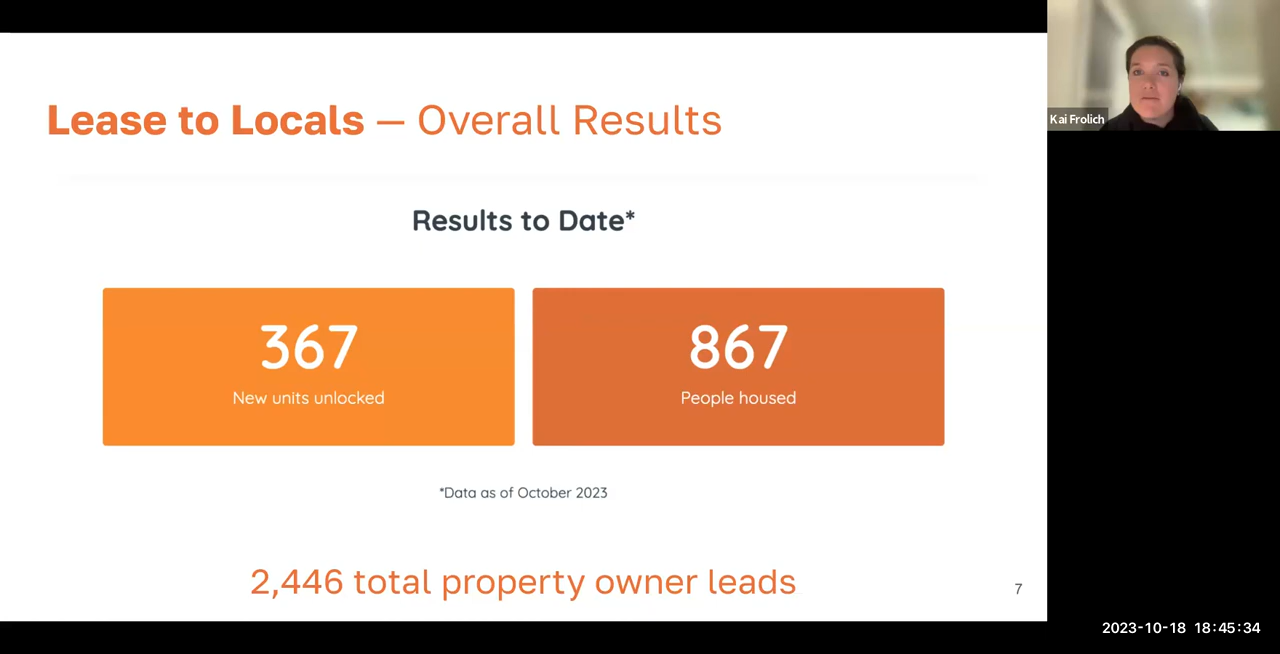 Lease to Locals — Overall Results
Kai Frolich
Results to Date*
367
New units unlocked
867
People housed
*Data as of October 2023
2,446 total property owner leads
7
2023-10-18 18:45:34